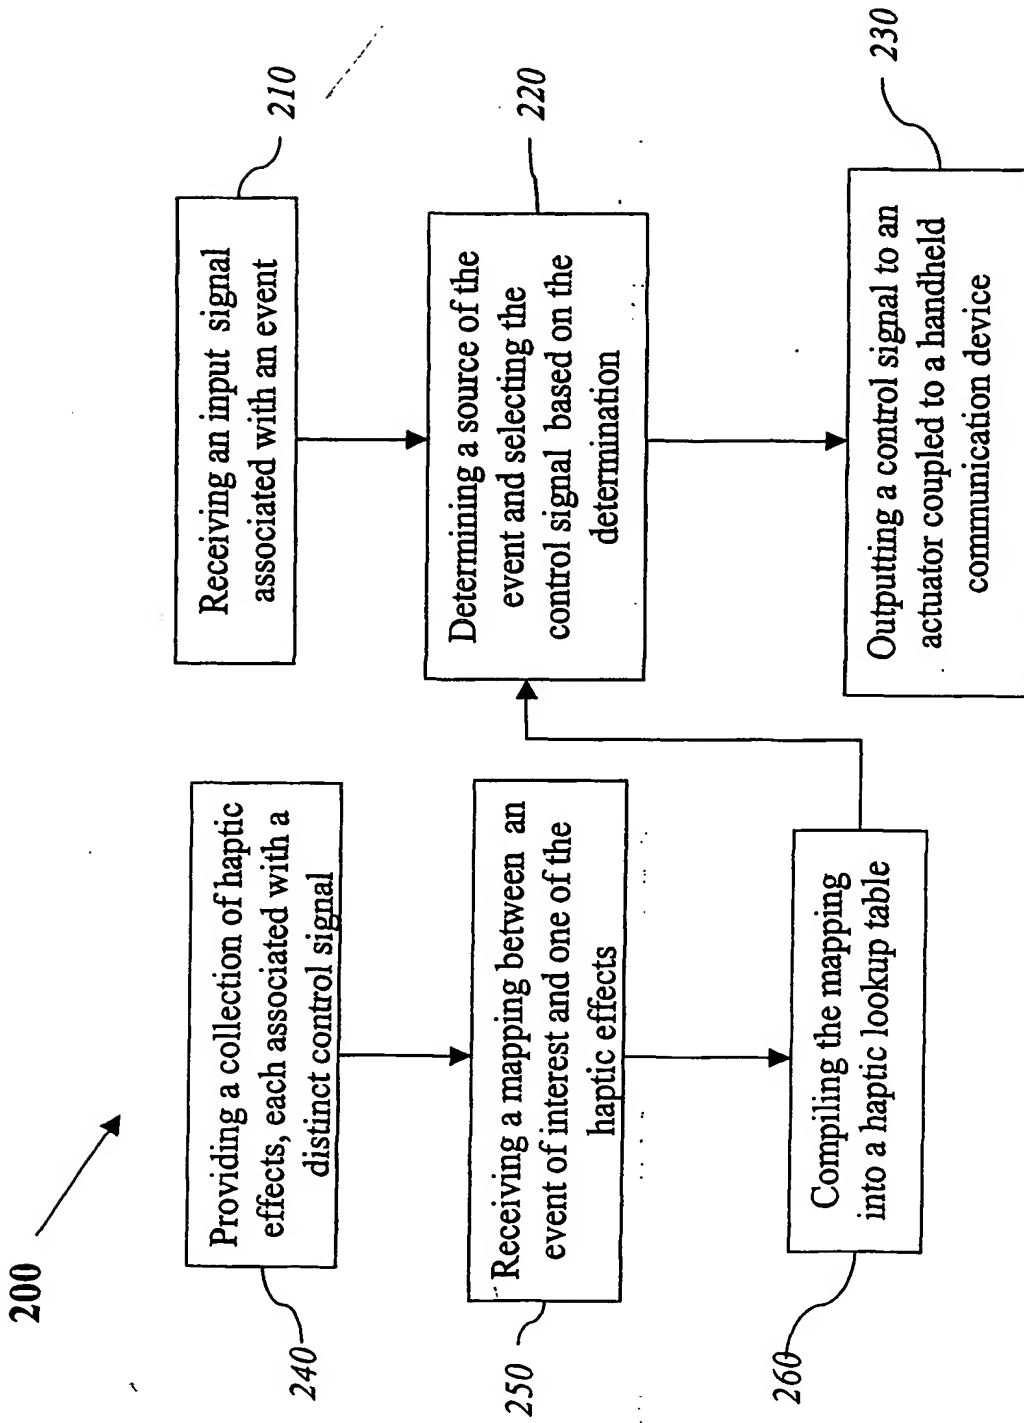 200
210
Receiving an input signal
associated with an event
220
Determining a source of the
event and selecting the
control signal based on the
determination
230
Outputting a control signal to an
actuator coupled to a handheld
communication device
240
Providing a collection of haptic
effects, each associated with a
distinct control signal
250
Receiving a mapping between an
event of interest and one of the
haptic effects
260
Compiling the mapping
into a haptic lookup table